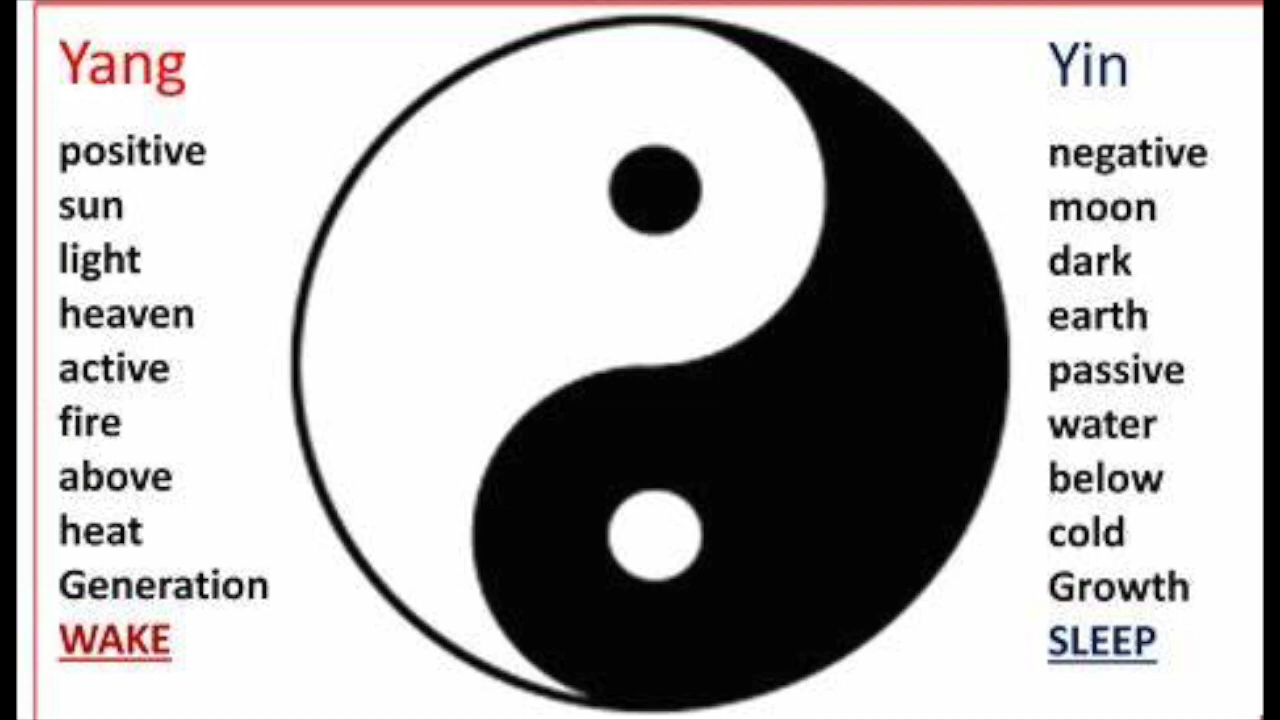 Yang
positive
sun
light
heaven
active
fire
above
heat
Generation
WAKE
Yin
negative
moon
dark
earth
passive
water
below
cold
Growth
SLEEP